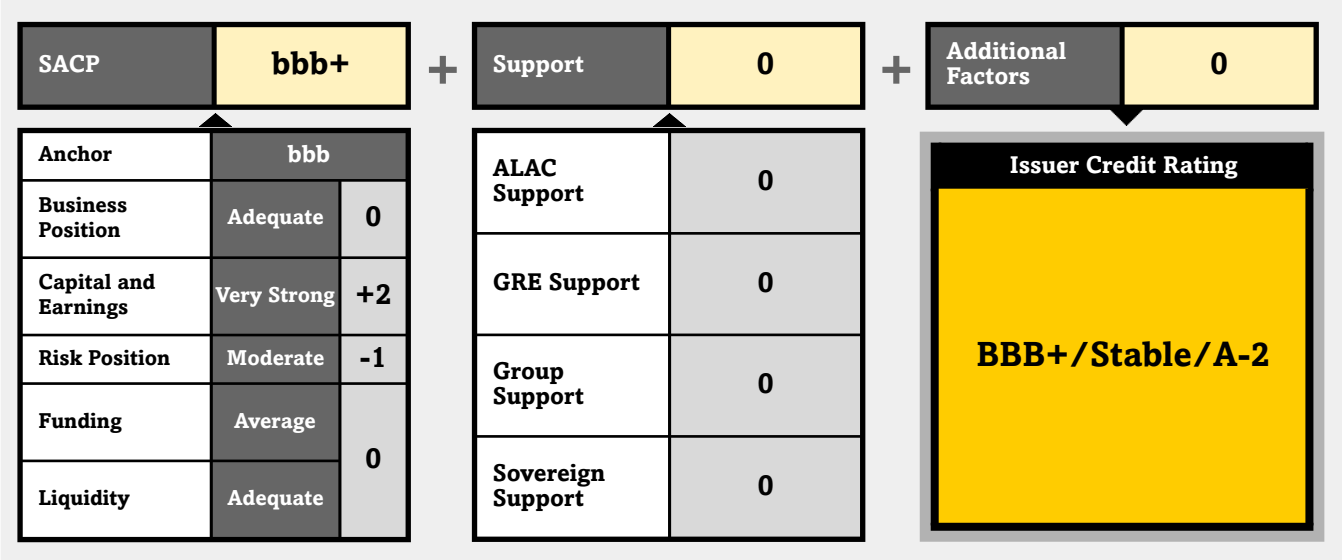 SACP
bbb+
+
Support
0
+
Additional
Factors
0
Anchor
bbb
Business
Position
Adequate
0
Capital and
Earnings
Very Strong
+2
Risk Position
Moderate
-1
Funding
Average
0
Liquidity
Adequate
ALAC
Support
0
GRE Support
0
Group
Support
0
Sovereign
Support
0
Issuer Credit Rating
BBB+/Stable/A-2